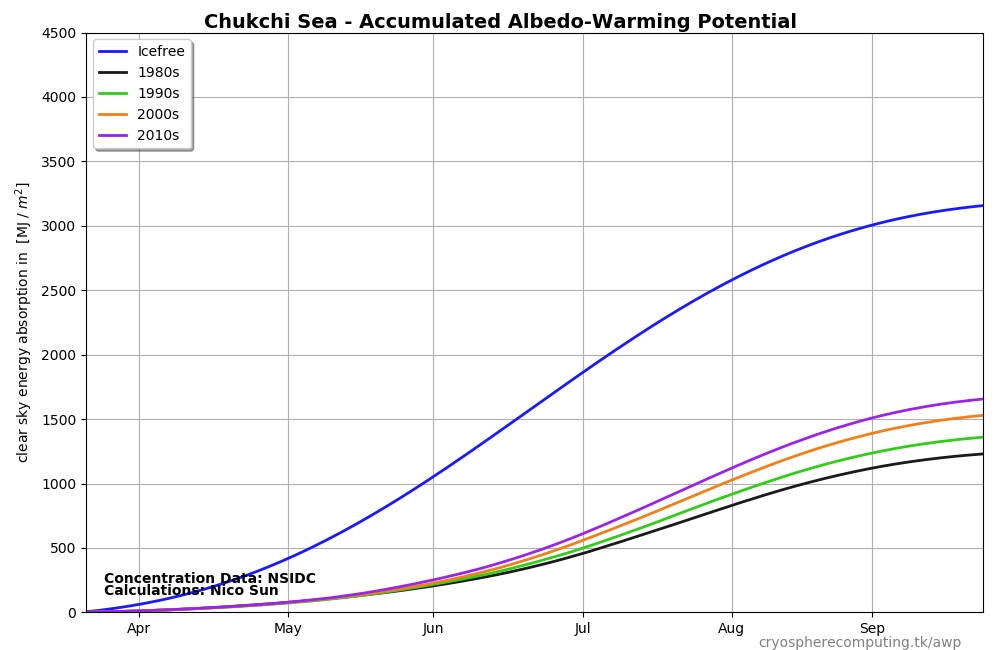 Chukchi Sea - Accumulated Albedo-Warming Potential
4500
4000
3500
3000
2500
2000
1500
1000
500
0
clear sky energy absorption in [MJ / m²]
Icefree
1980s
1990s
2000s
2010s
Concentration Data: NSIDC
Calculations: Nico Sun
Apr May Jun Jul Aug Sep
cryospherecomputing.tk/awp